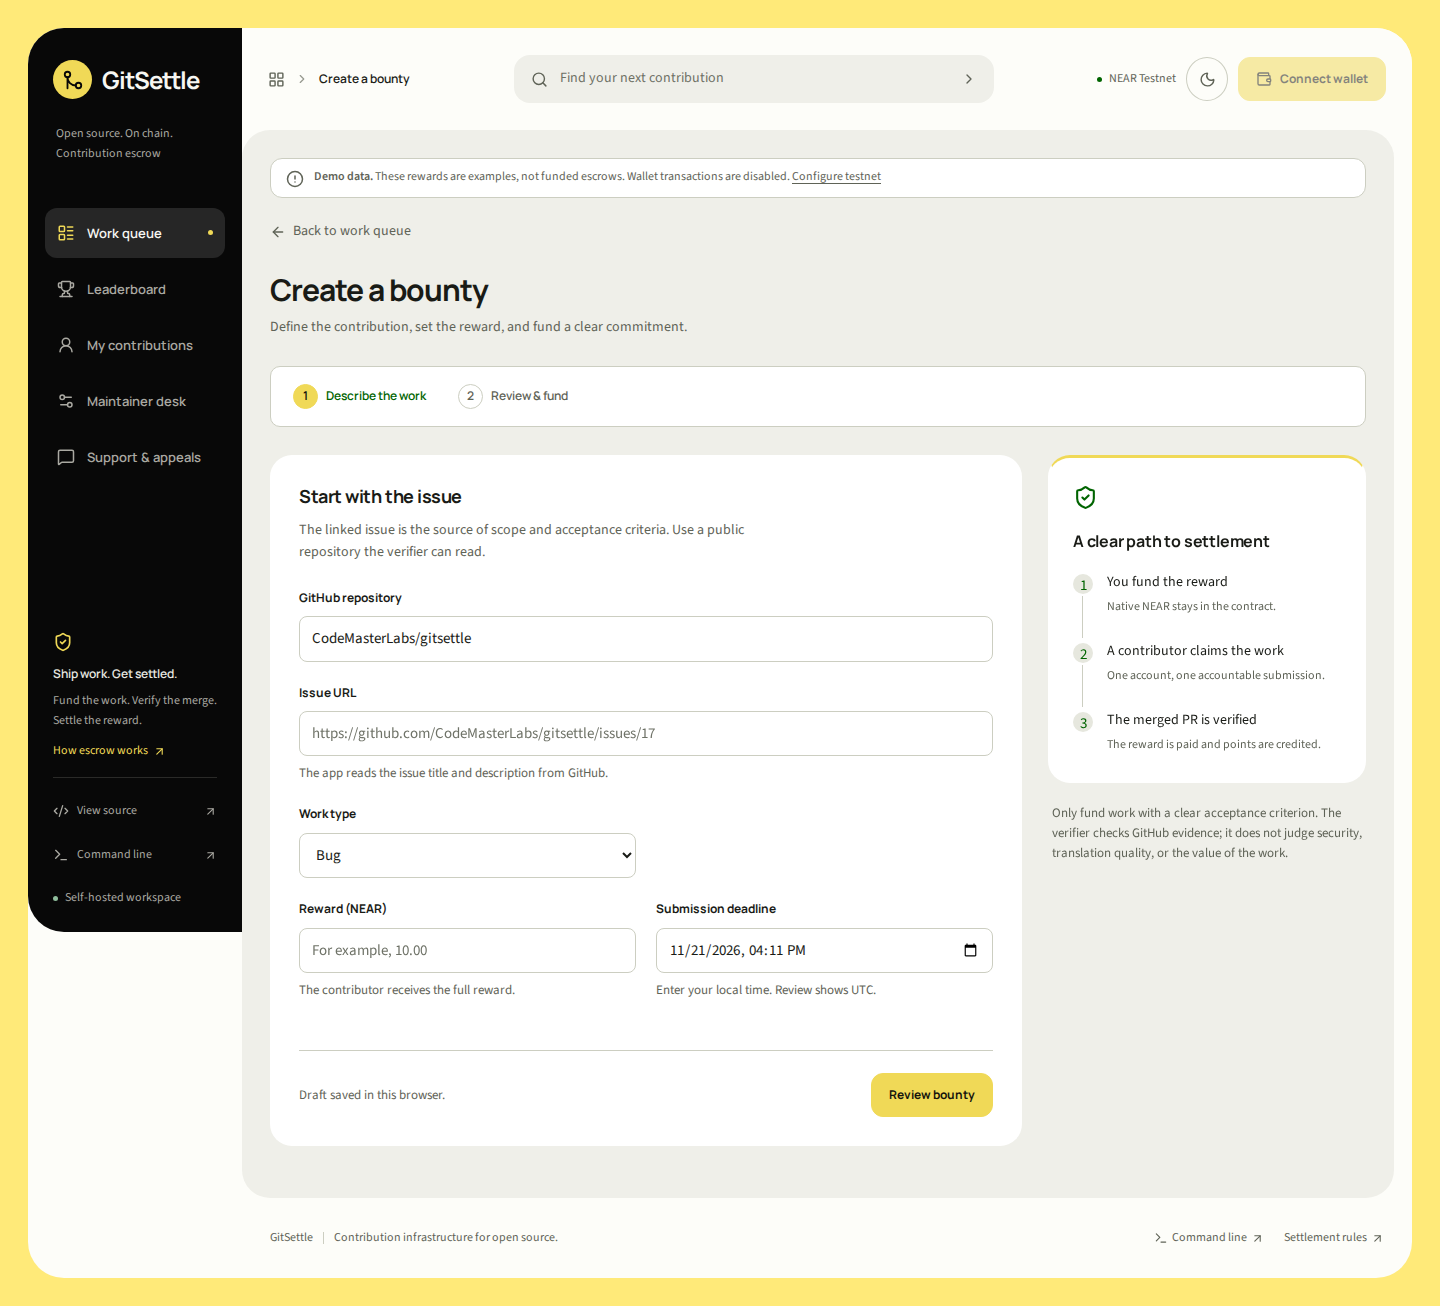 GitSettle
Open source. On chain.
Contribution escrow
Work queue
Leaderboard
My contributions
Maintainer desk
Support & appeals
Ship work. Get settled.
Fund the work. Verify the merge.
Settle the reward.
How escrow works
View source
Command line
Self-hosted workspace
Create a bounty
Find your next contribution
NEAR Testnet
Connect wallet
Demo data. These rewards are examples, not funded escrows. Wallet transactions are disabled. Configure testnet
Back to work queue
Create a bounty
Define the contribution, set the reward, and fund a clear commitment.
1 Describe the work 2 Review & fund
Start with the issue
The linked issue is the source of scope and acceptance criteria. Use a public
repository the verifier can read.
GitHub repository
CodeMasterLabs/gitsettle
Issue URL
https://github.com/CodeMasterLabs/gitsettle/issues/17
The app reads the issue title and description from GitHub.
Work type
Bug
Reward (NEAR)
For example, 10.00
The contributor receives the full reward.
Submission deadline
11/21/2026, 04:11 PM
Enter your local time. Review shows UTC.
Draft saved in this browser.
Review bounty
A clear path to settlement
1 You fund the reward
Native NEAR stays in the contract.
2 A contributor claims the work
One account, one accountable submission.
3 The merged PR is verified
The reward is paid and points are credited.
Only fund work with a clear acceptance criterion. The
verifier checks GitHub evidence; it does not judge security,
translation quality, or the value of the work.
GitSettle
Contribution infrastructure for open source.
Command line
Settlement rules